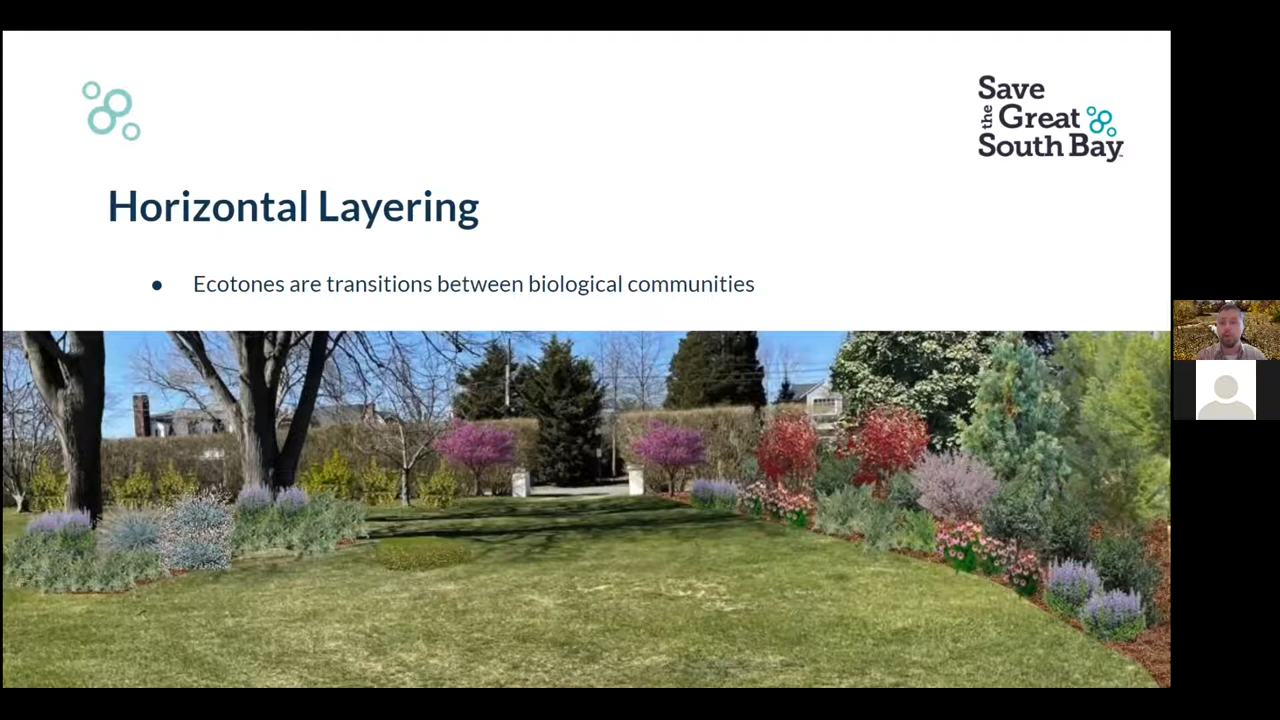 Save
the Great
South Bay
Horizontal Layering
● Ecotones are transitions between biological communities